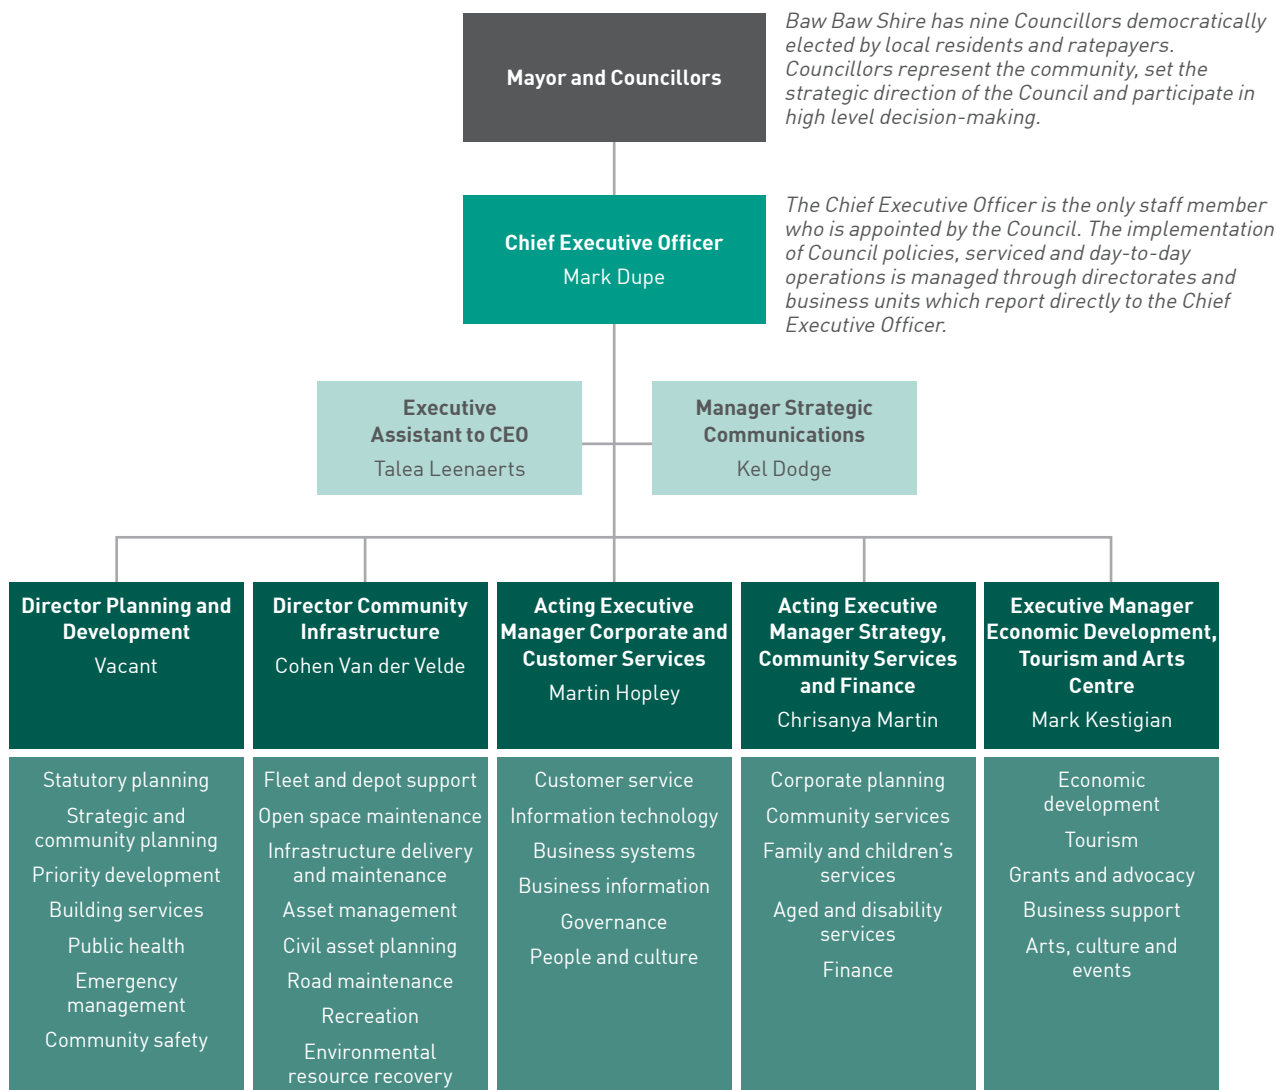 Mayor and Councillors
Baw Baw Shire has nine Councillors democratically
elected by local residents and ratepayers.
Councillors represent the community, set the
strategic direction of the Council and participate in
high level decision-making.
Chief Executive Officer
Mark Dupe
The Chief Executive Officer is the only staff member
who is appointed by the Council. The implementation
of Council policies, serviced and day-to-day
operations is managed through directorates and
business units which report directly to the Chief
Executive Officer.
Executive
Assistant to CEO
Talea Leenaerts
Manager Strategic
Communications
Kel Dodge
Director Planning and
Development
Vacant
Statutory planning
Strategic and
community planning
Priority development
Building services
Public health
Emergency
management
Community safety
Director Community
Infrastructure
Cohen Van der Velde
Fleet and depot support
Open space maintenance
Infrastructure delivery
and maintenance
Asset management
Civil asset planning
Road maintenance
Recreation
Environmental
resource recovery
Acting Executive
Manager Corporate and
Customer Services
Martin Hopley
Customer service
Information technology
Business systems
Business information
Governance
People and culture
Acting Executive
Manager Strategy,
Community Services
and Finance
Chrisanya Martin
Corporate planning
Community services
Family and children's
services
Aged and disability
services
Finance
Executive Manager
Economic Development,
Tourism and Arts
Centre
Mark Kestigian
Economic
development
Tourism
Grants and advocacy
Business support
Arts, culture and
events